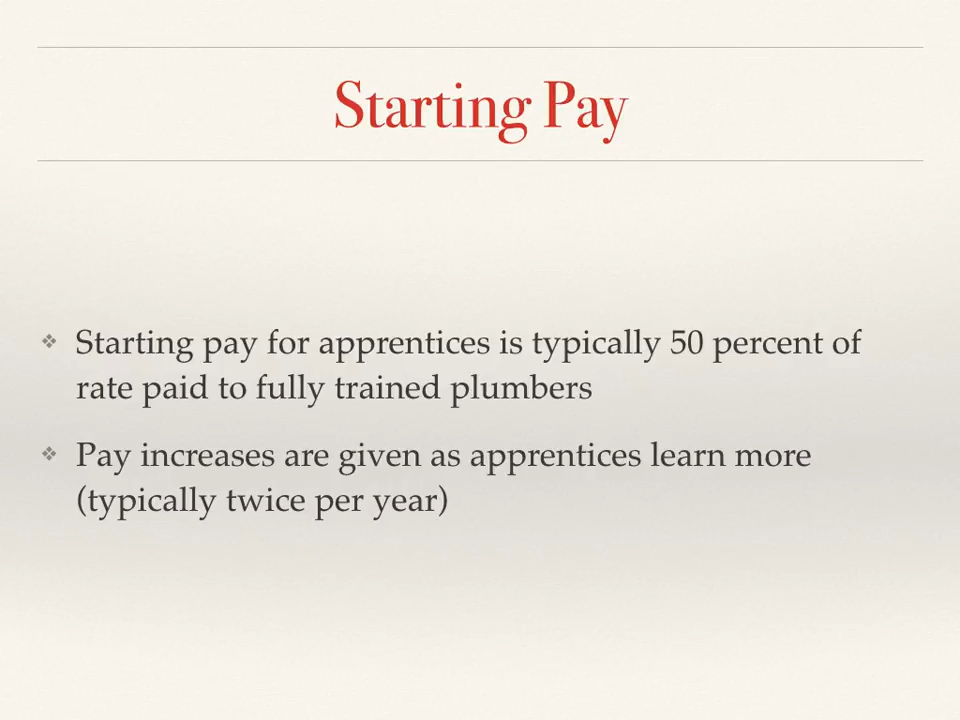 Starting Pay
❖ Starting pay for apprentices is typically 50 percent of
rate paid to fully trained plumbers
❖ Pay increases are given as apprentices learn more
(typically twice per year)